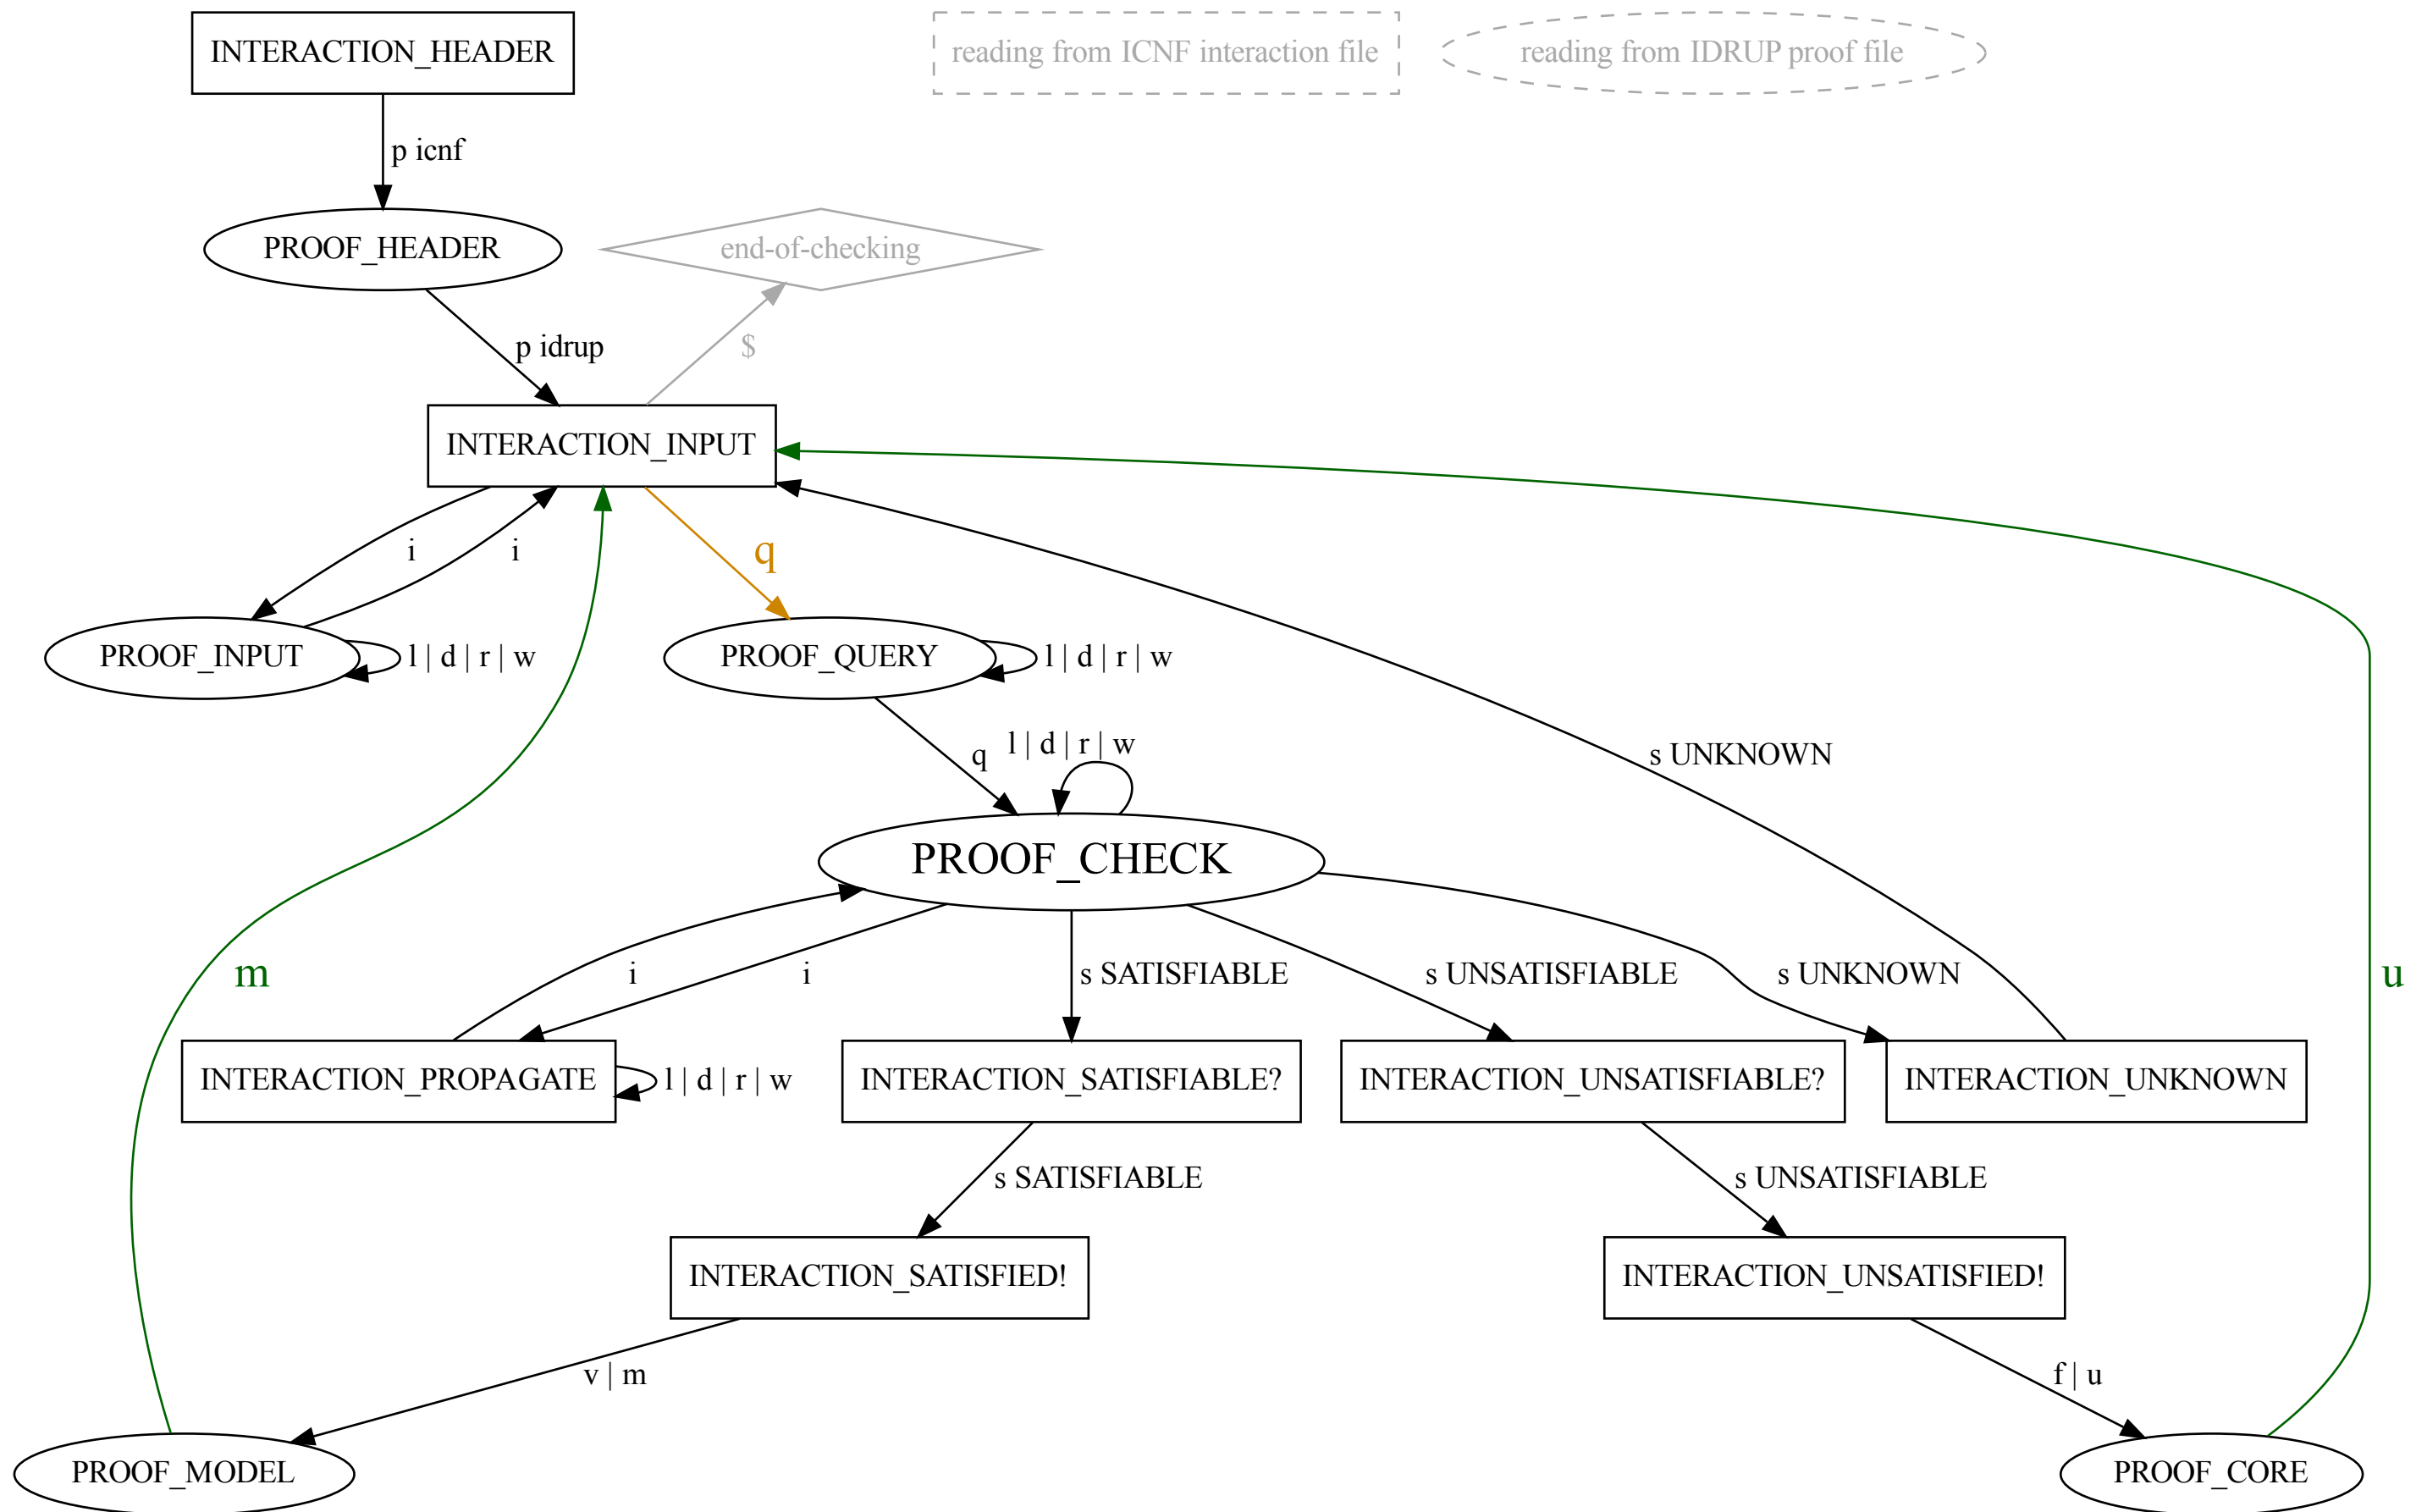 INTERACTION_HEADER
reading from ICNF interaction file
reading from IDRUP proof file
p icnf
PROOF_HEADER
end-of-checking
p idrup
$
INTERACTION_INPUT
i
i
q
PROOF_INPUT
l | d | r | w
PROOF_QUERY
l | d | r | w
q
l | d | r | w
s UNKNOWN
PROOF_CHECK
m
i
i
s SATISFIABLE
s UNSATISFIABLE
s UNKNOWN
u
INTERACTION_PROPAGATE
l | d | r | w
INTERACTION_SATISFIABLE?
INTERACTION_UNSATISFIABLE?
INTERACTION_UNKNOWN
s SATISFIABLE
s UNSATISFIABLE
INTERACTION_SATISFIED!
INTERACTION_UNSATISFIED!
v | m
f | u
PROOF_MODEL
PROOF_CORE